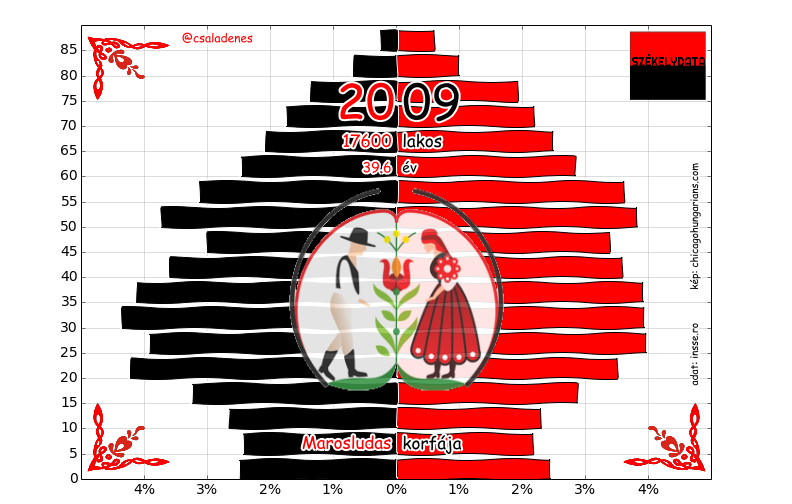 @csaladenes
SZÉKELYDATA
2009
17600 lakos
39.6 év
kép: chicagohungarians.com
adat: insse.ro
Marosludas korfája
85
80
75
70
65
60
55
50
45
40
35
30
25
20
15
10
5
0
4% 3% 2% 1% 0% 1% 2% 3% 4%